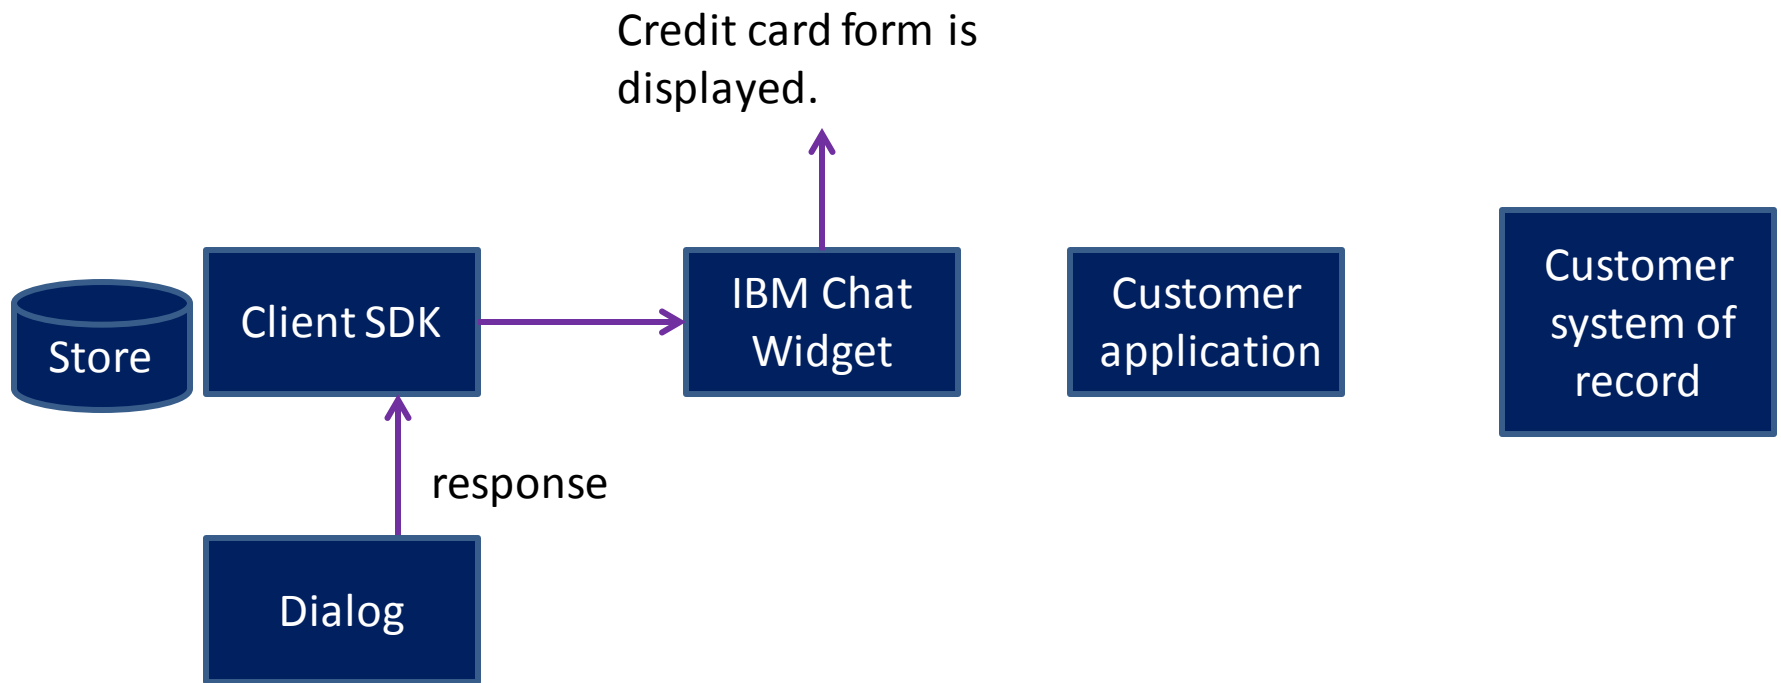 Credit card form is
displayed.
Store
Client SDK
IBM Chat
Widget
Customer
application
Customer
system of
record
response
Dialog